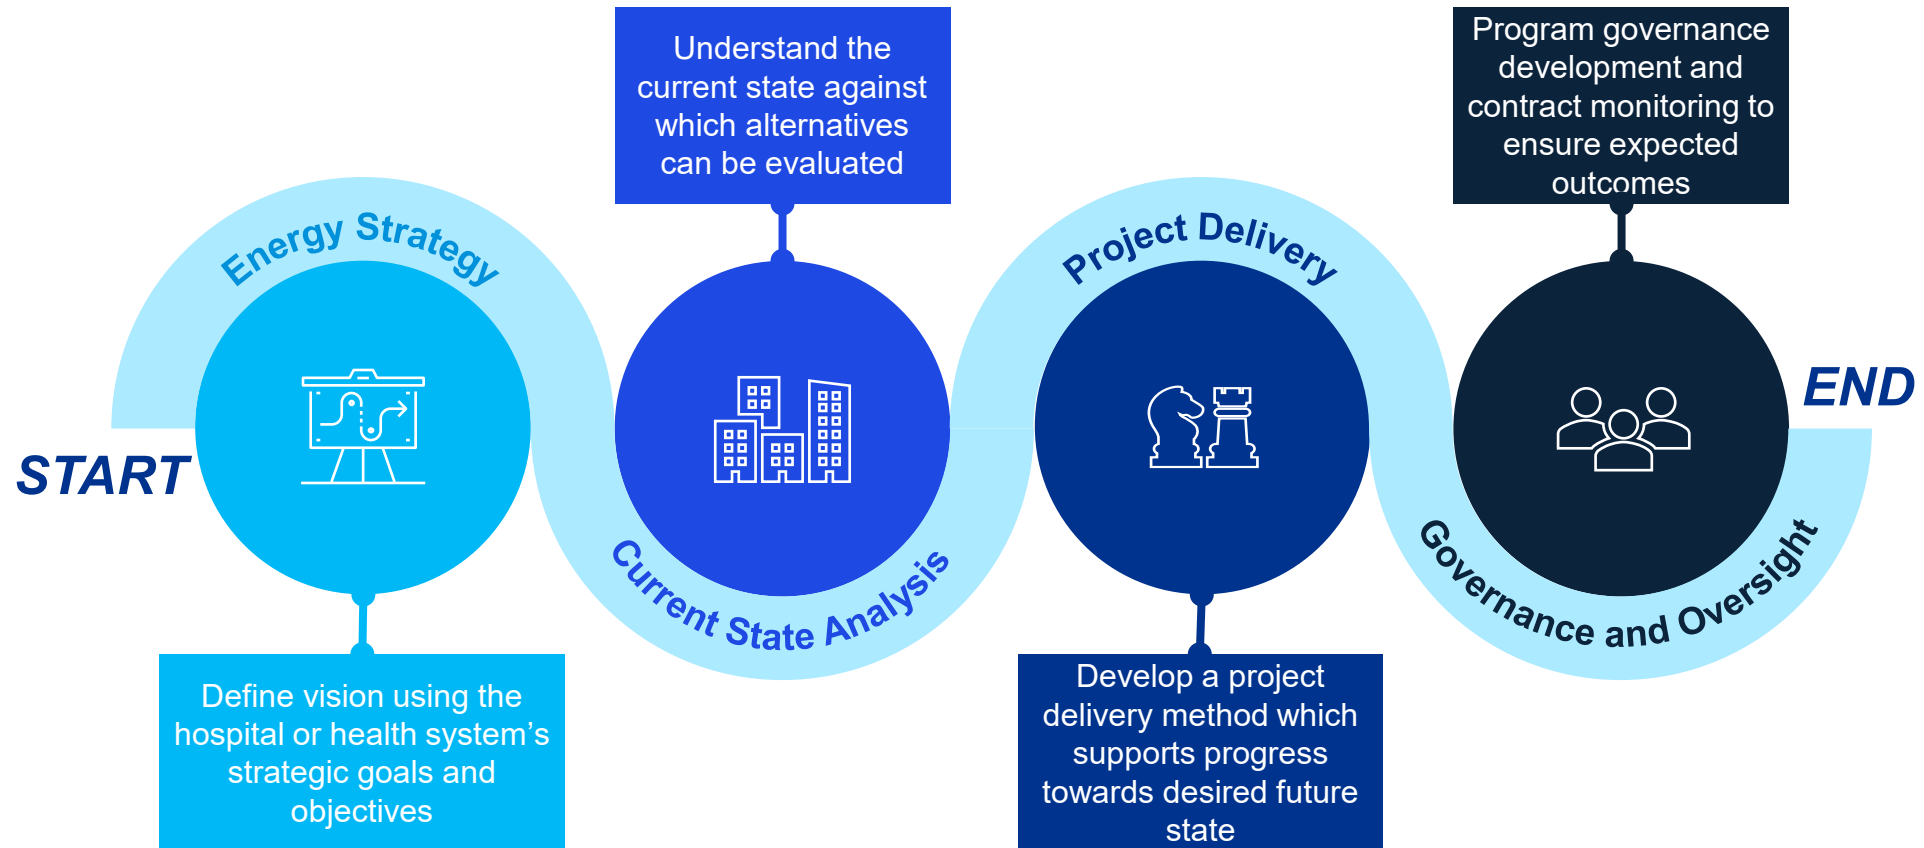 START
Energy Strategy
Define vision using the
hospital or health system’s
strategic goals and
objectives
Understand the
current state against
which alternatives
can be evaluated
Current State Analysis
Project Delivery
Develop a project
delivery method which
supports progress
towards desired future
state
Program governance
development and
contract monitoring to
ensure expected
outcomes
Governance and Oversight
END